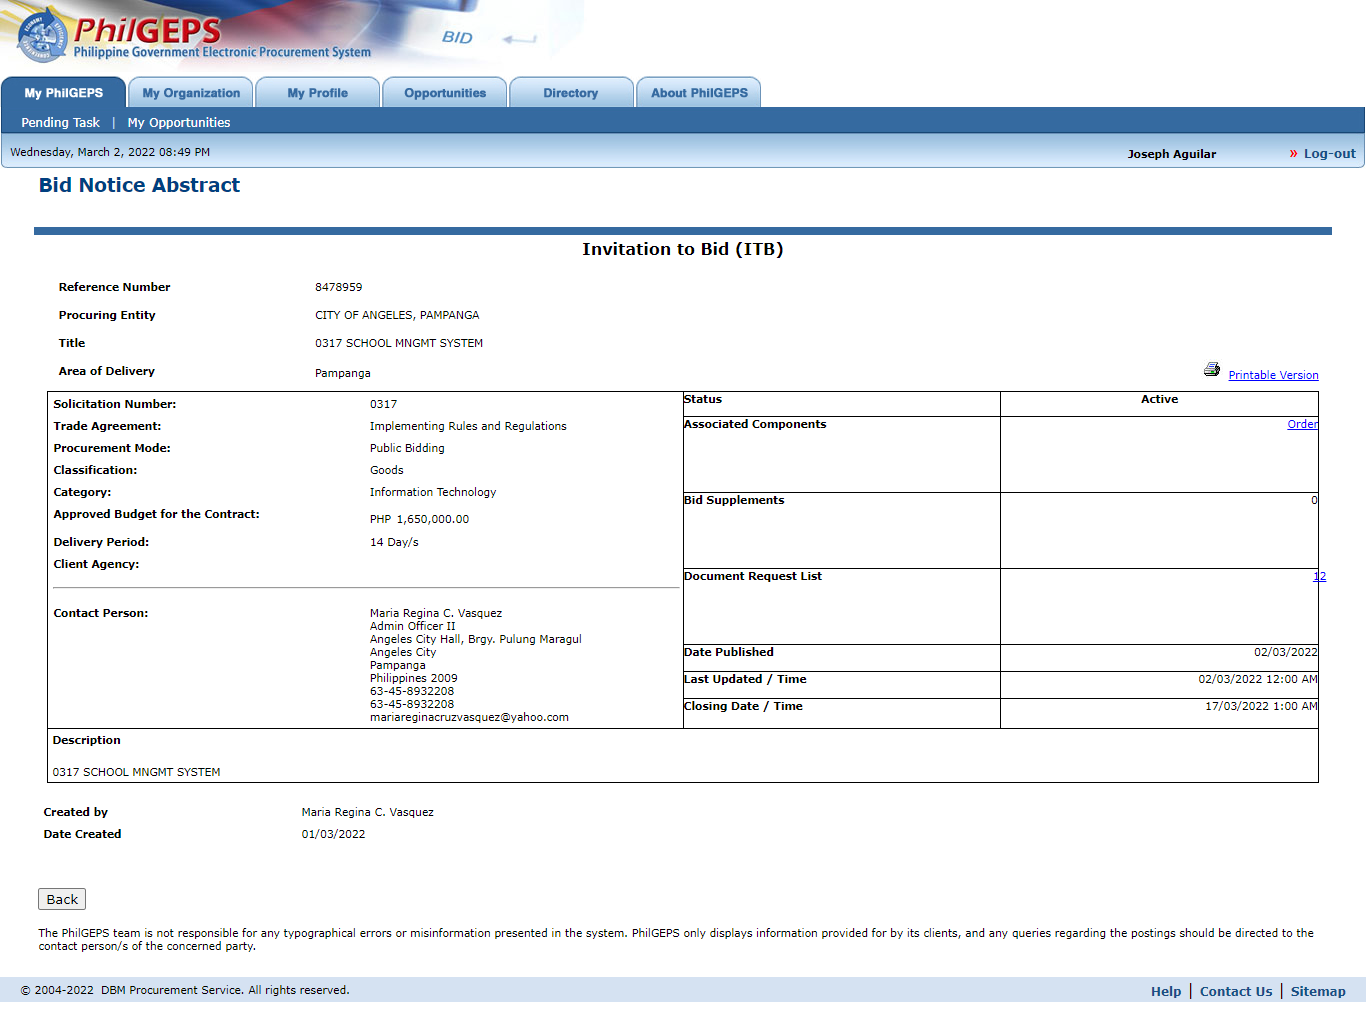 PhilGEPS
Philippine Government Electronic Procurement System
BID
My PhilGEPS
My Organization
My Profile
Opportunities
Directory
About PhilGEPS
Pending Task | My Opportunities
Wednesday, March 2, 2022 08:49 PM
Joseph Aguilar
» Log-out
Bid Notice Abstract
Invitation to Bid (ITB)
Reference Number 8478959
Procuring Entity CITY OF ANGELES, PAMPANGA
Title 0317 SCHOOL MNGMT SYSTEM
Area of Delivery Pampanga
Printable Version
Solicitation Number: 0317
Trade Agreement: Implementing Rules and Regulations
Procurement Mode: Public Bidding
Classification: Goods
Category: Information Technology
Approved Budget for the Contract: PHP 1,650,000.00
Delivery Period: 14 Day/s
Client Agency:
Contact Person: Maria Regina C. Vasquez
Admin Officer II
Angeles City Hall, Brgy. Pulung Maragul
Angeles City
Pampanga
Philippines 2009
63-45-8932208
63-45-8932208
mariareginacruzvasquez@yahoo.com
Status Active
Associated Components Order
Bid Supplements 0
Document Request List 12
Date Published 02/03/2022
Last Updated / Time 02/03/2022 12:00 AM
Closing Date / Time 17/03/2022 1:00 AM
Description
0317 SCHOOL MNGMT SYSTEM
Created by Maria Regina C. Vasquez
Date Created 01/03/2022
Back
The PhilGEPS team is not responsible for any typographical errors or misinformation presented in the system. PhilGEPS only displays information provided for by its clients, and any queries regarding the postings should be directed to the
contact person/s of the concerned party.
© 2004-2022 DBM Procurement Service. All rights reserved.
Help | Contact Us | Sitemap